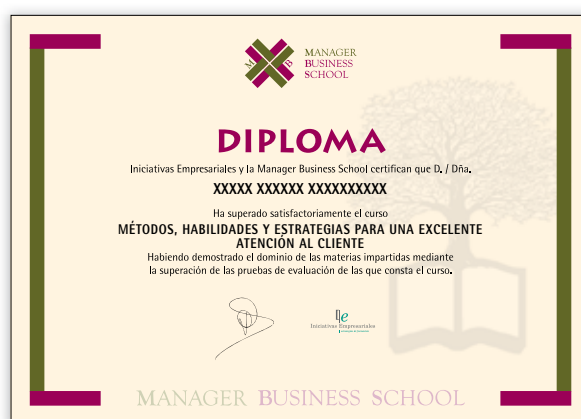 M B
MANAGER
BUSINESS
SCHOOL
DIPLOMA
Iniciativas Empresariales y la Manager Business School certifican que D. / Dña.
XXXXX XXXXXX XXXXXXXXXX
Ha superado satisfactoriamente el curso
MÉTODOS, HABILIDADES Y ESTRATEGIAS PARA UNA EXCELENTE
ATENCIÓN AL CLIENTE
Habiendo demostrado el dominio de las materias impartidas mediante
la superación de las pruebas de evaluación de las que consta el curso.
Iniciativas Empresariales
MANAGER BUSINESS SCHOOL